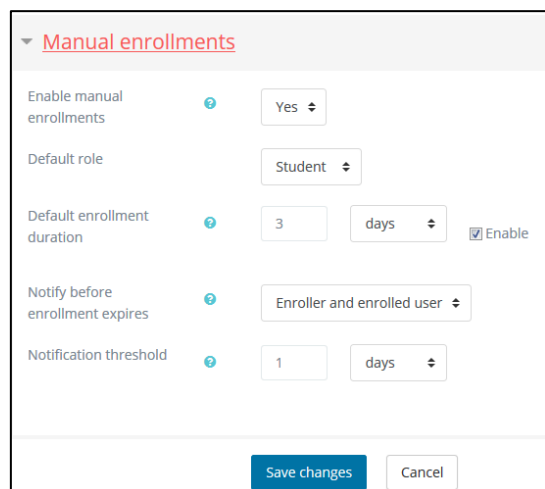 Manual enrollments
Enable manual
enrollments
Yes
Default role
Student
Default enrollment
duration
3
days
Enable
Notify before
enrollment expires
Enroller and enrolled user
Notification threshold
1
days
Save changes
Cancel